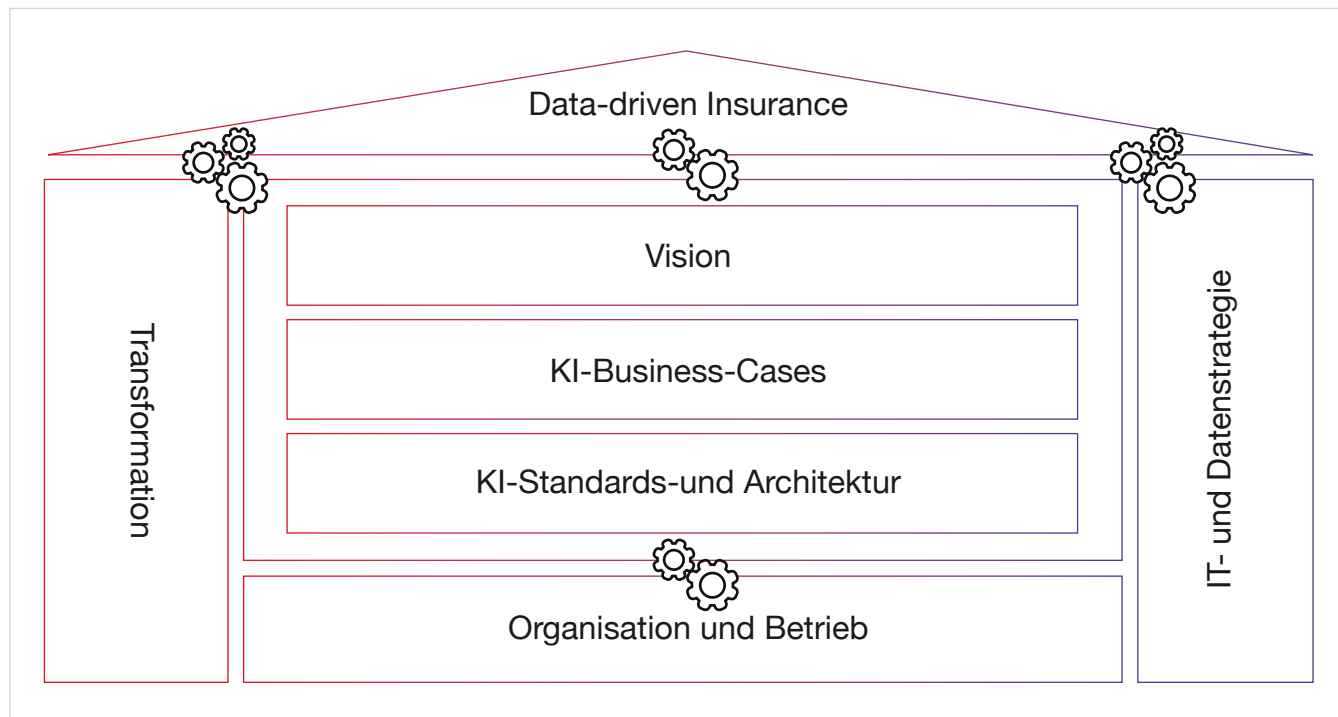 Data-driven Insurance
Transformation
Vision
KI-Business-Cases
KI-Standards-und Architektur
Organisation und Betrieb
IT- und Datenstrategie